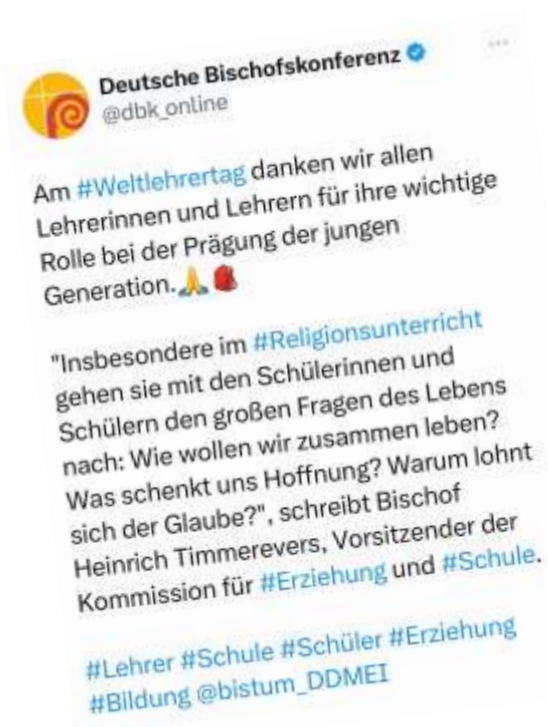 Deutsche Bischofskonferenz
@dbk_online
Am #Weltlehrertag danken wir allen
Lehrerinnen und Lehrern für ihre wichtige
Rolle bei der Prägung der jungen
Generation.🙏🎒
"Insbesondere im #Religionsunterricht
gehen sie mit den Schülerinnen und
Schülern den großen Fragen des Lebens
nach: Wie wollen wir zusammen leben?
Was schenkt uns Hoffnung? Warum lohnt
sich der Glaube?", schreibt Bischof
Heinrich Timmerevers, Vorsitzender der
Kommission für #Erziehung und #Schule.
#Lehrer #Schule #Schüler #Erziehung
#Bildung @bistum_DDMEI